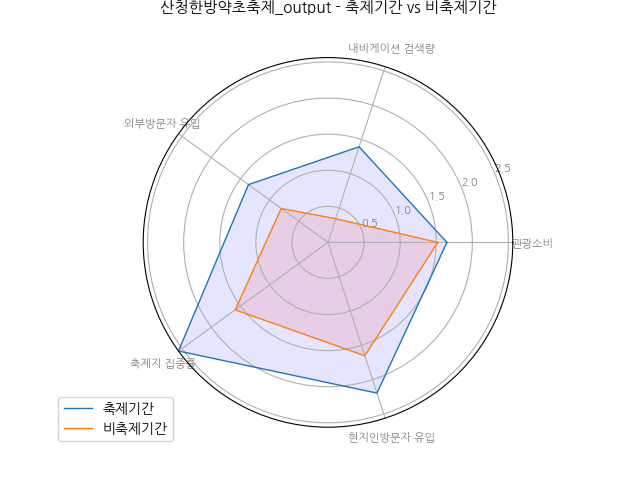 산청한방약초축제_output - 축제기간 vs 비축제기간
내비게이션 검색량
외부방문자 유입
2.5
2.0
1.5
1.0
0.5
관광소비
축제지 집중률
현지인방문자 유입
축제기간
비축제기간